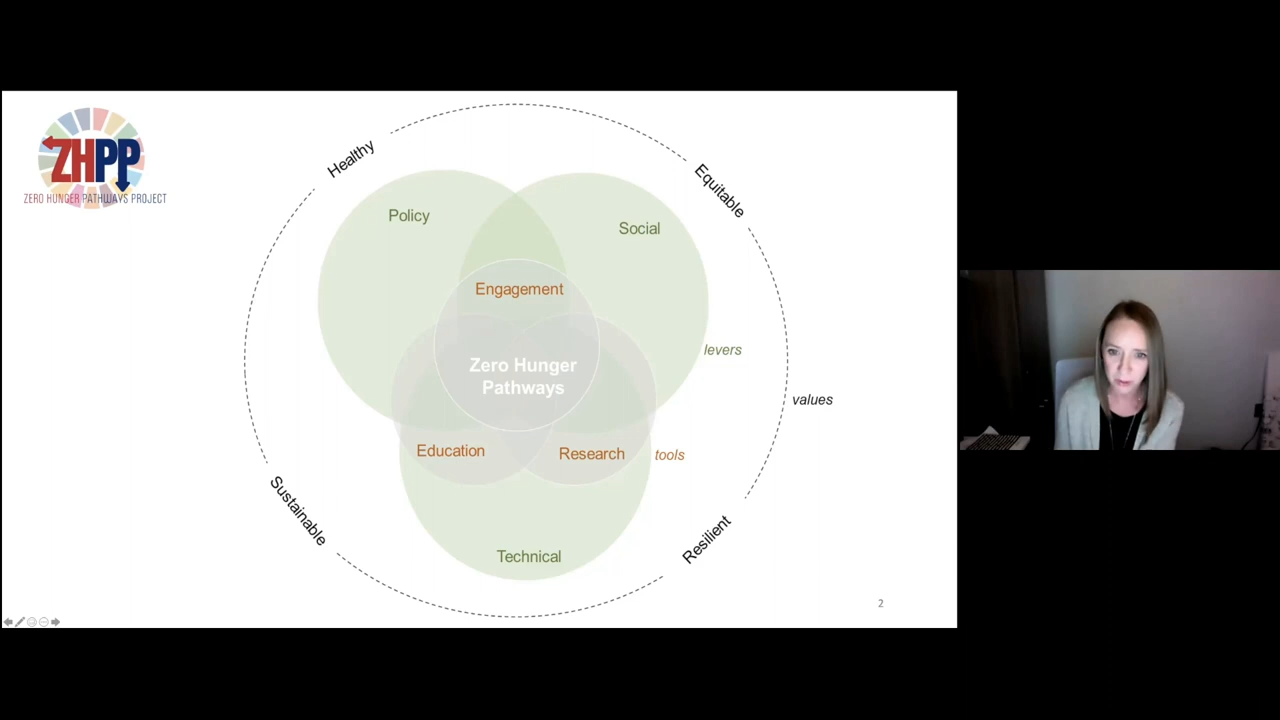 ZHPP
ZERO HUNGER PATHWAYS PROJECT
Healthy
Equitable
Policy
Social
Engagement
levers
Zero Hunger
Pathways
values
Education
Research
tools
Sustainable
Resilient
Technical
2